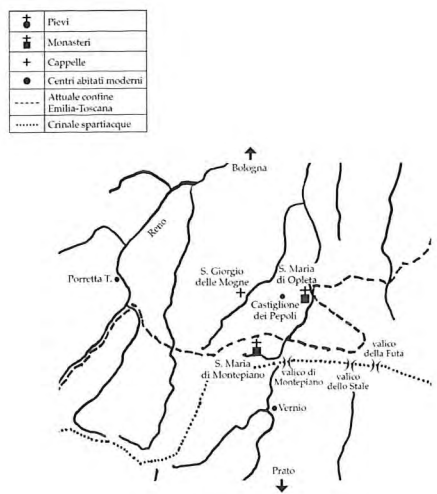 Pievi
Monasteri
Cappelle
Centri abitati moderni
Attuale confine
Emilia-Toscana
Crinale spartiacque
Bologna
Reno
Porretta T.
S. Giorgio
delle Mogne
S. Maria
di Opleta
Castiglione
dei Pepoli
S. Maria
di Montepiano
valico di
Montepiano
valico
dello Stale
valico
della Futa
Vernio
Prato